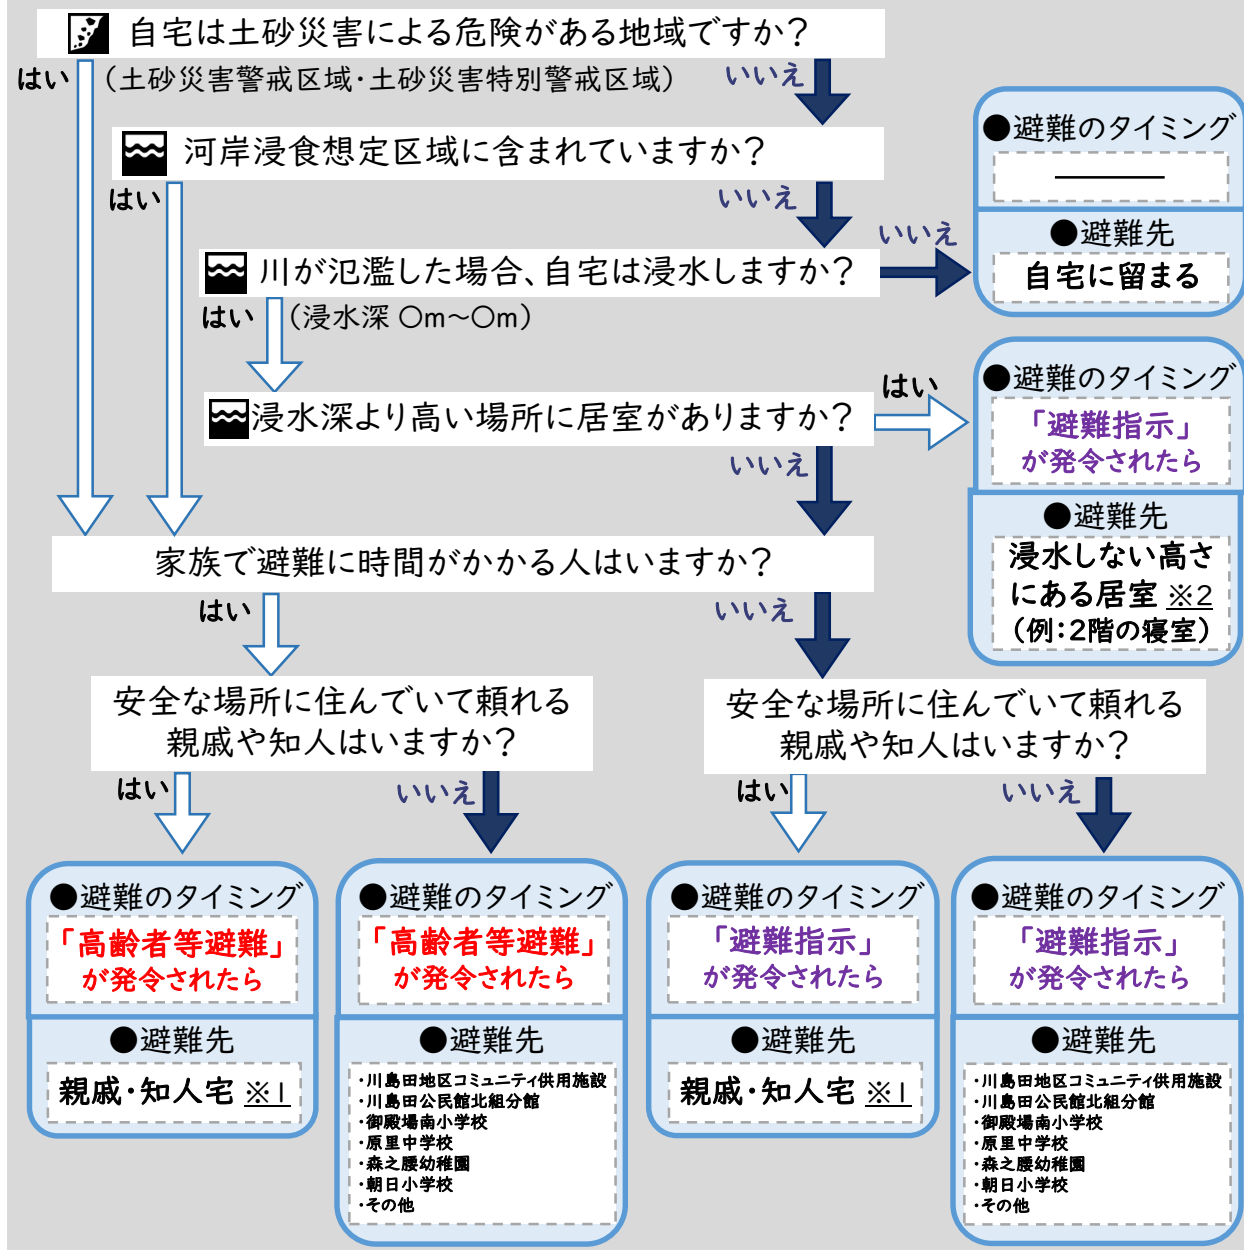 自宅は土砂災害による危険がある地域ですか?
はい
(土砂災害警戒区域・土砂災害特別警戒区域)
いいえ
河岸浸食想定区域に含まれていますか?
はい
いいえ
川が氾濫した場合、自宅は浸水しますか?
いいえ
はい
(浸水深 〇m~〇m)
●避難のタイミング
―――――
●避難先
自宅に留まる
浸水深より高い場所に居室がありますか?
はい
いいえ
●避難のタイミング
「避難指示」
が発令されたら
●避難先
浸水しない高さ
にある居室 ※2
(例:2階の寝室)
家族で避難に時間がかかる人はいますか?
はい
いいえ
安全な場所に住んでいて頼れる
親戚や知人はいますか?
はい
いいえ
安全な場所に住んでいて頼れる
親戚や知人はいますか?
はい
いいえ
●避難のタイミング
「高齢者等避難」
が発令されたら
●避難先
親戚・知人宅 ※1
●避難のタイミング
「高齢者等避難」
が発令されたら
●避難先
・川島田地区コミュニティ供用施設
・川島田公民館北組分館
・御殿場南小学校
・原里中学校
・森之腰幼稚園
・朝日小学校
・その他
●避難のタイミング
「避難指示」
が発令されたら
●避難先
親戚・知人宅 ※1
●避難のタイミング
「避難指示」
が発令されたら
●避難先
・川島田地区コミュニティ供用施設
・川島田公民館北組分館
・御殿場南小学校
・原里中学校
・森之腰幼稚園
・朝日小学校
・その他